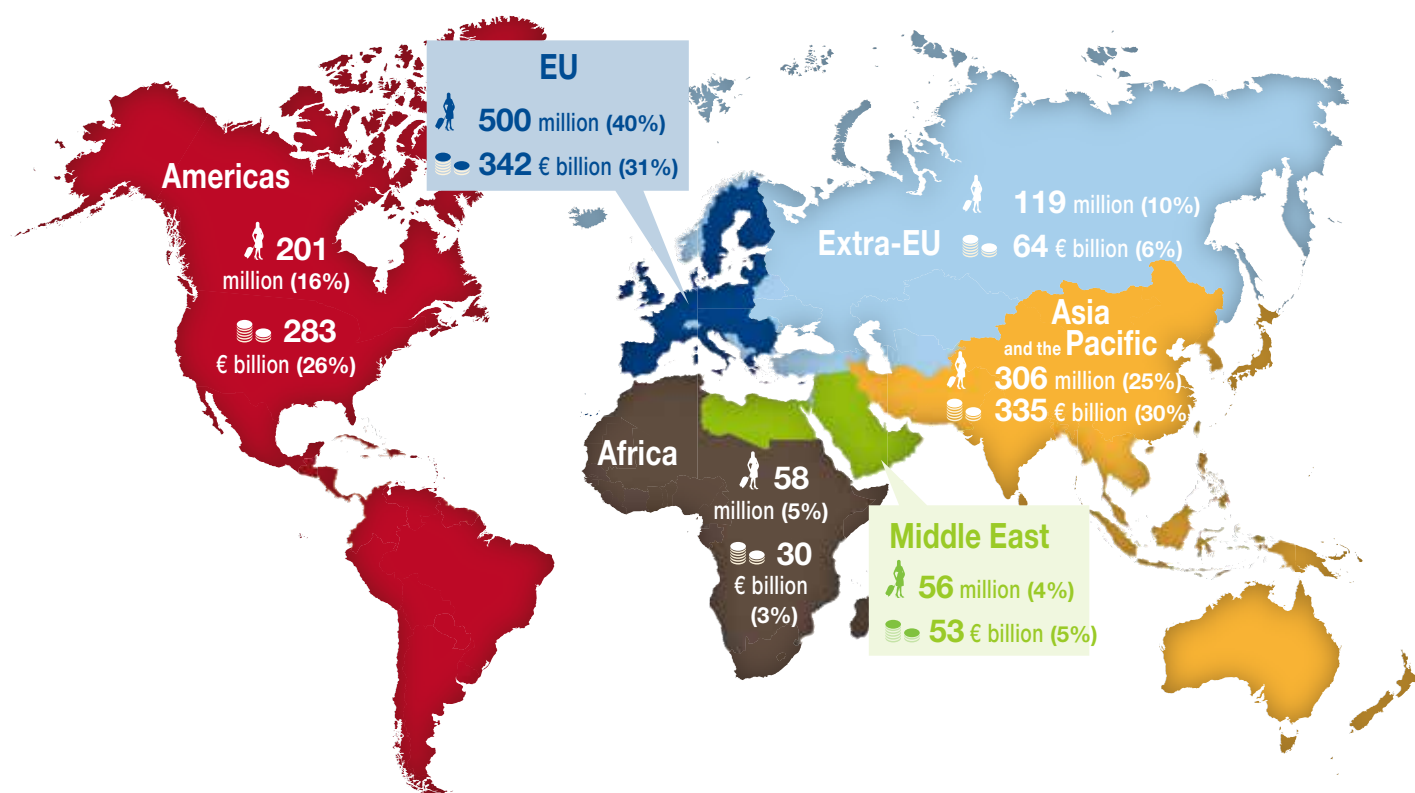 EU
500 million (40%)
342 € billion (31%)
Americas
201
million (16%)
283
€ billion (26%)
119 million (10%)
Extra-EU
64 € billion (6%)
Asia
and the Pacific
306 million (25%)
335 € billion (30%)
Africa
58
million (5%)
30
€ billion
(3%)
Middle East
56 million (4%)
53 € billion (5%)